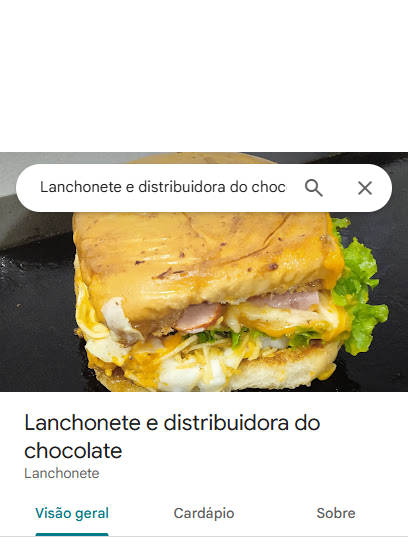 Lanchonete e distribuidora do choc
Lanchonete e distribuidora do
chocolate
Lanchonete
Visão geral Cardápio Sobre